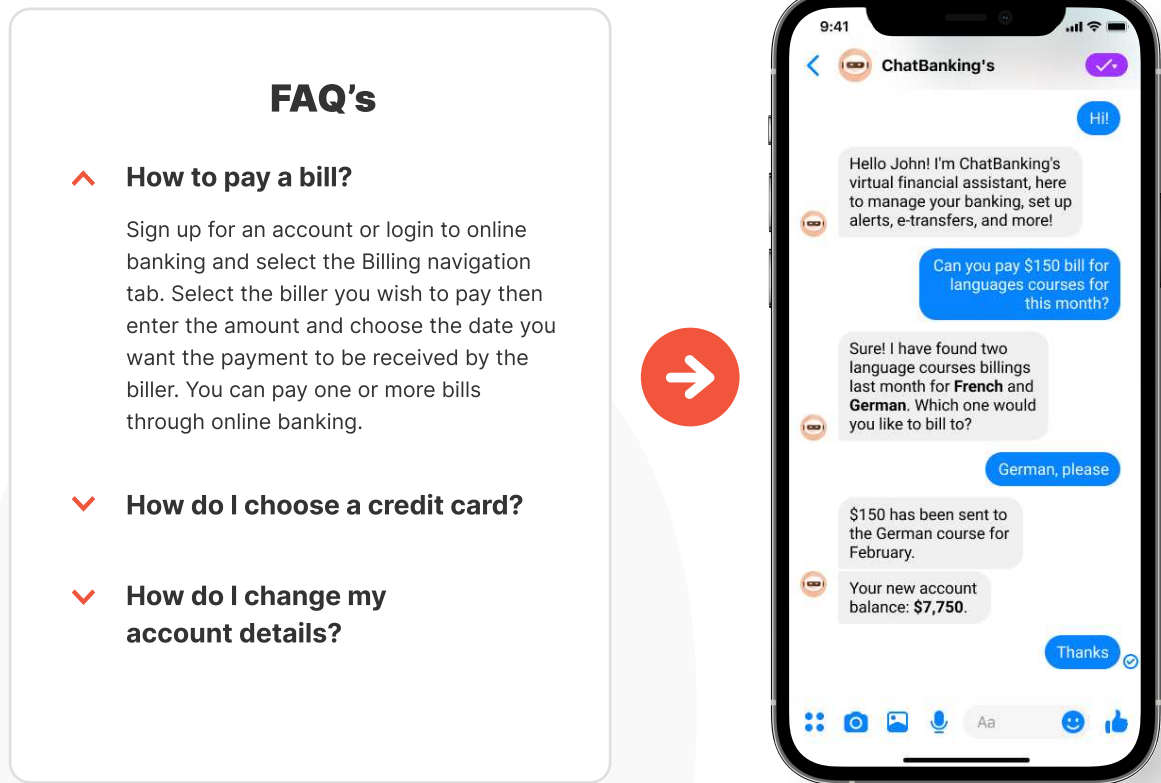 FAQ’s
How to pay a bill?
Sign up for an account or login to online
banking and select the Billing navigation
tab. Select the biller you wish to pay then
enter the amount and choose the date you
want the payment to be received by the
biller. You can pay one or more bills
through online banking.
How do I choose a credit card?
How do I change my
account details?
9:41
ChatBanking's
Hi!
Hello John! I'm ChatBanking's
virtual financial assistant, here
to manage your banking, set up
alerts, e-transfers, and more!
Can you pay $150 bill for
languages courses for
this month?
Sure! I have found two
language courses billings
last month for French and
German. Which one would
you like to bill to?
German, please
$150 has been sent to
the German course for
February.
Your new account
balance: $7,750.
Thanks
Aa